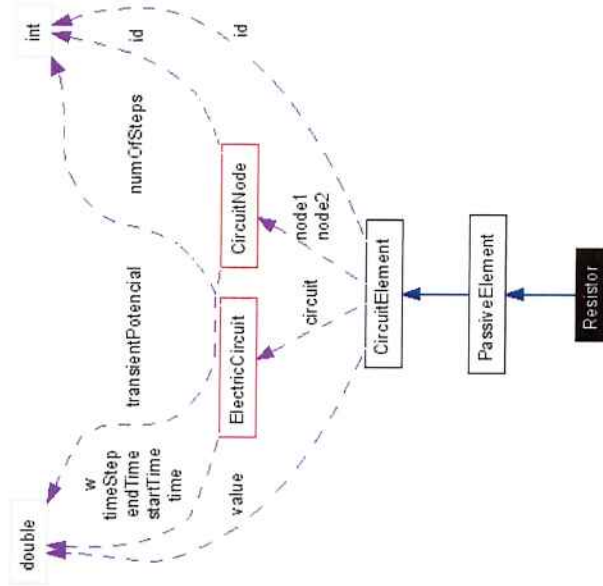 double
int
w
timeStep
endTime
startTime
time
transientPotencial
numOfSteps
id
id
value
ElectricCircuit
CircuitNode
circuit
node1
node2
CircuitElement
PassiveElement
Resistor